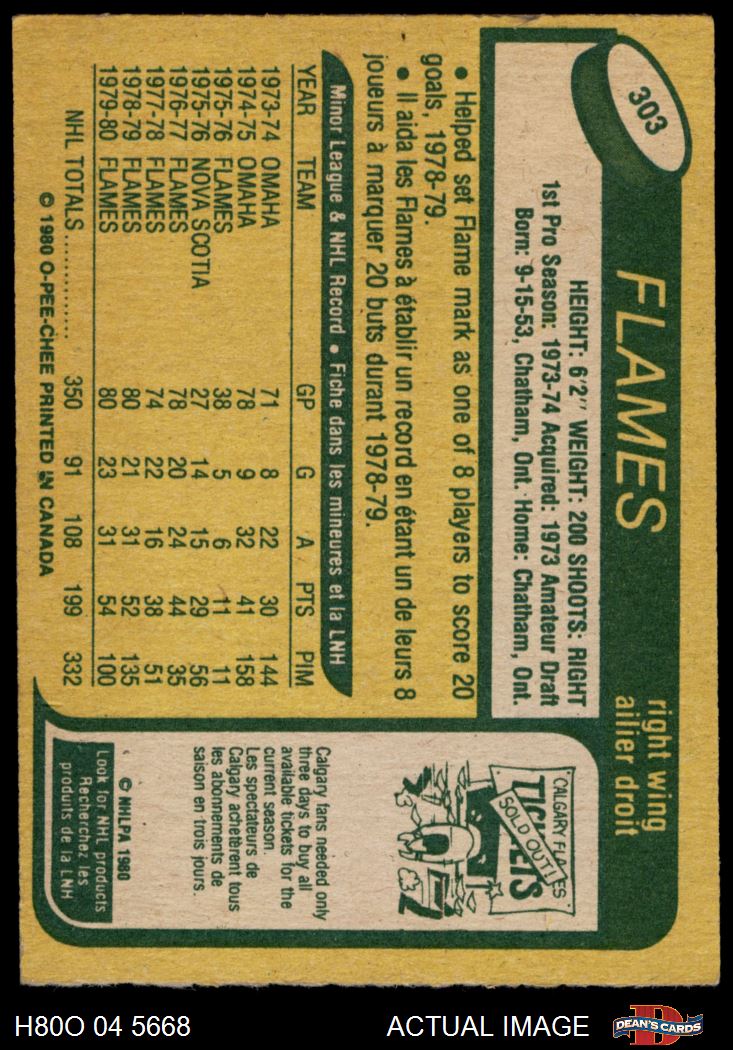 303
FLAMES
right wing
ailier droit
HEIGHT: 6'2" WEIGHT: 200 SHOOTS: RIGHT
1st Pro Season: 1973-74 Acquired: 1973 Amateur Draft
Born: 9-15-53, Chatham, Ont. Home: Chatham, Ont.
• Helped set Flame mark as one of 8 players to score 20
goals, 1978-79.
• Il aida les Flames à établir un record en étant un de leurs 8
joueurs à marquer 20 buts durant 1978-79.
Minor League & NHL Record • Fiche dans les mineures et la LNH
YEAR TEAM GP G A PTS PIM
1973-74 OMAHA 71 8 22 30 144
1974-75 OMAHA 78 9 32 41 158
1975-76 FLAMES 38 5 6 11 11
1975-76 NOVA SCOTIA 27 14 15 29 56
1976-77 FLAMES 78 20 24 44 35
1977-78 FLAMES 74 22 16 38 51
1978-79 FLAMES 80 21 31 52 135
1979-80 FLAMES 80 23 31 54 100
NHL TOTALS.............. 350 91 108 199 332
© 1980 O-PEE-CHEE PRINTED IN CANADA
CALGARY FLAMES
TICKETS
SOLD OUT!
Calgary fans needed only
three days to buy all
available tickets for the
current season.
Les spectateurs de
Calgary achetèrent tous
les abonnements de
saison en trois jours.
© NHLPA 1980
Look for NHL products
Recherchez les
produits de la LNH
H80O 04 5668
ACTUAL IMAGE
D
DEAN'S CARDS